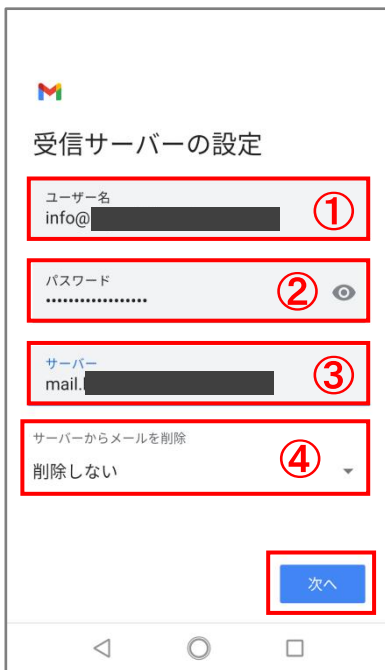 受信サーバーの設定
ユーザー名
info@
①
パスワード
••••••••••••••••••
②
サーバー
mail.
③
サーバーからメールを削除
削除しない
④
次へ